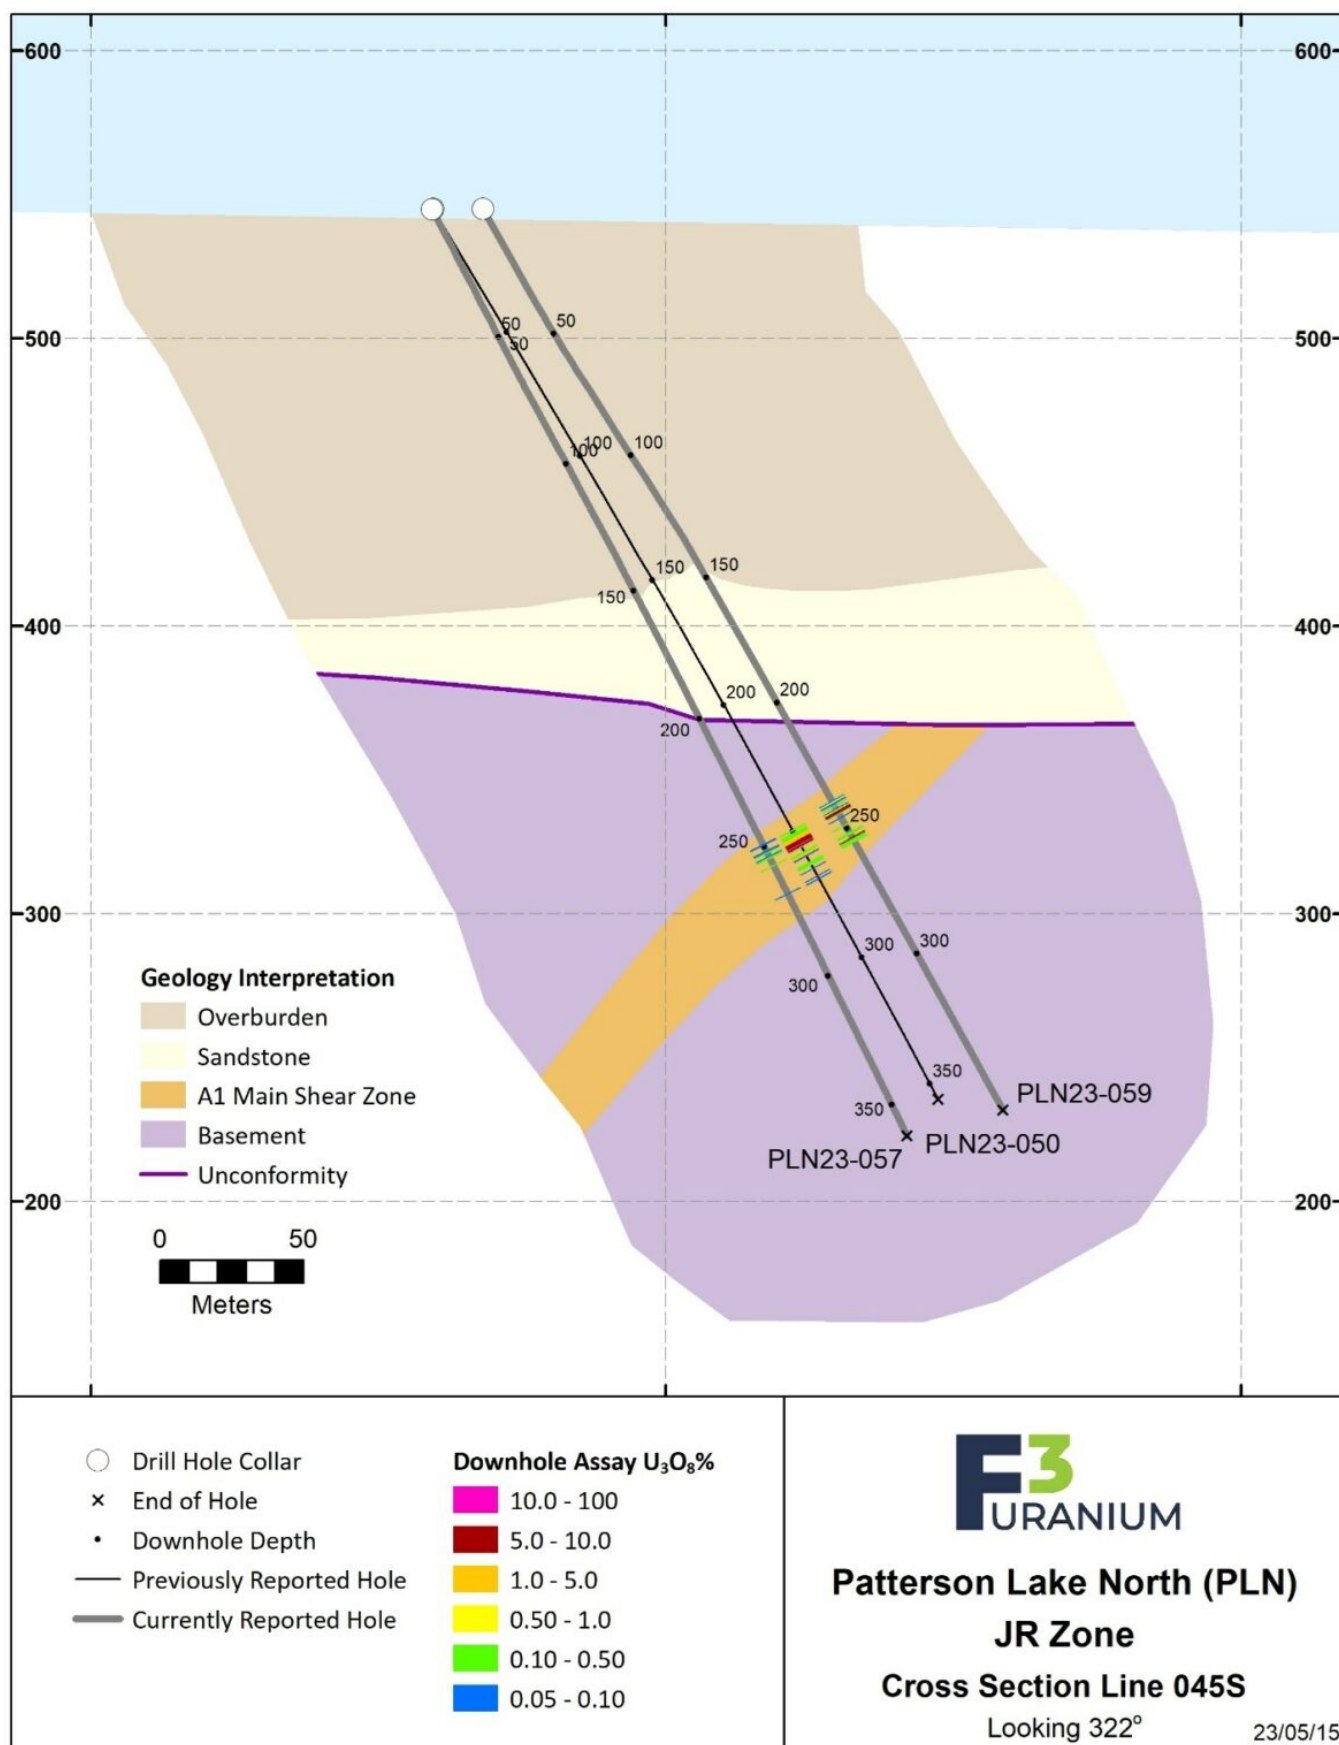 600 600
50
50
50
500 500
100
100
100
150
150
150
400 400
200
200
200
250
250
300 300
300
300
300
350
350
PLN23-059
PLN23-050
PLN23-057
200 200
Geology Interpretation
Overburden
Sandstone
A1 Main Shear Zone
Basement
Unconformity
0 50
Meters
Drill Hole Collar
End of Hole
Downhole Depth
Previously Reported Hole
Currently Reported Hole
Downhole Assay U₃O₈%
10.0 - 100
5.0 - 10.0
1.0 - 5.0
0.50 - 1.0
0.10 - 0.50
0.05 - 0.10
F3
URANIUM
Patterson Lake North (PLN)
JR Zone
Cross Section Line 045S
Looking 322°
23/05/15